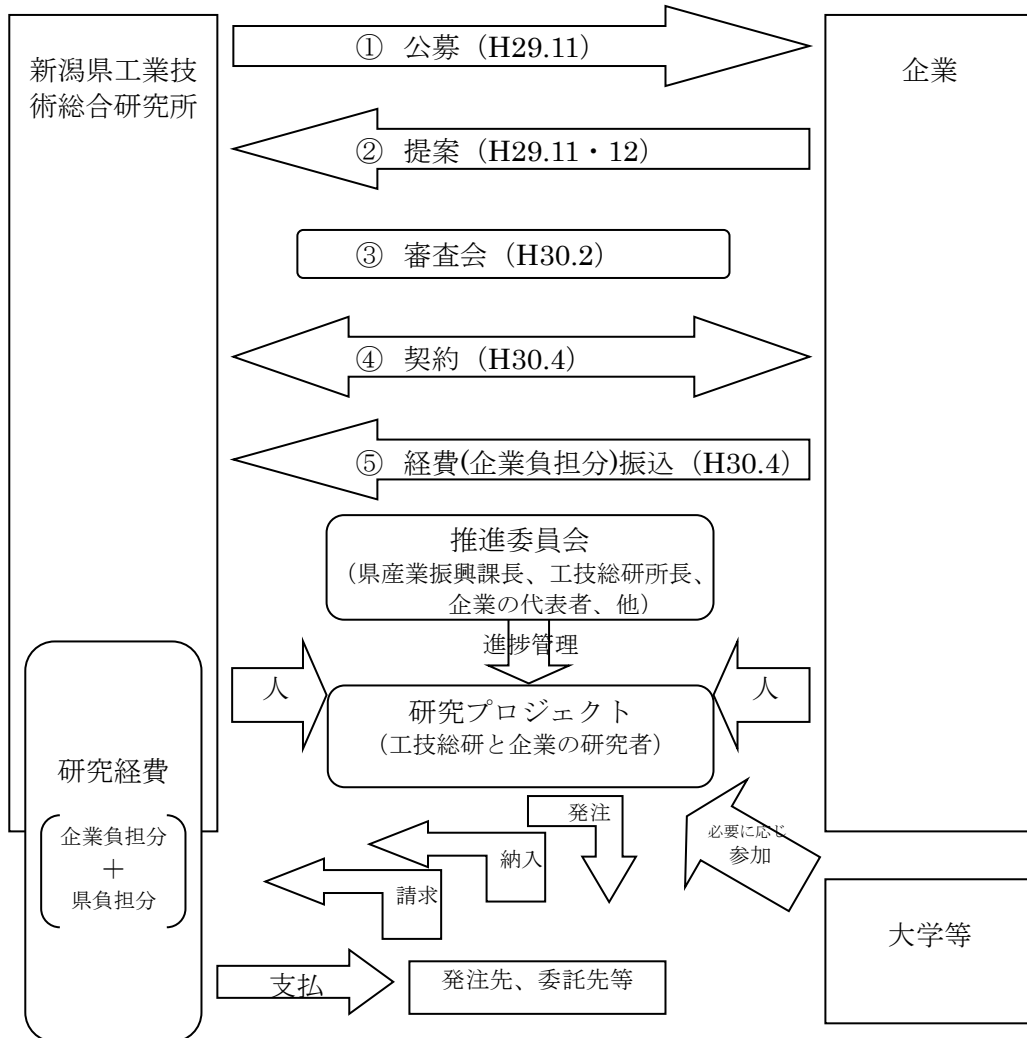 新潟県工業技
術総合研究所
① 公募（H29.11）
企業
② 提案（H29.11・12）
③ 審査会（H30.2）
④ 契約（H30.4）
⑤ 経費(企業負担分)振込（H30.4）
推進委員会
（県産業振興課長、工技総研所長、
企業の代表者、他）
進捗管理
人
人
研究プロジェクト
（工技総研と企業の研究者）
研究経費
企業負担分
＋
県負担分
発注
納入
請求
必要に応じ
参加
大学等
支払
発注先、委託先等